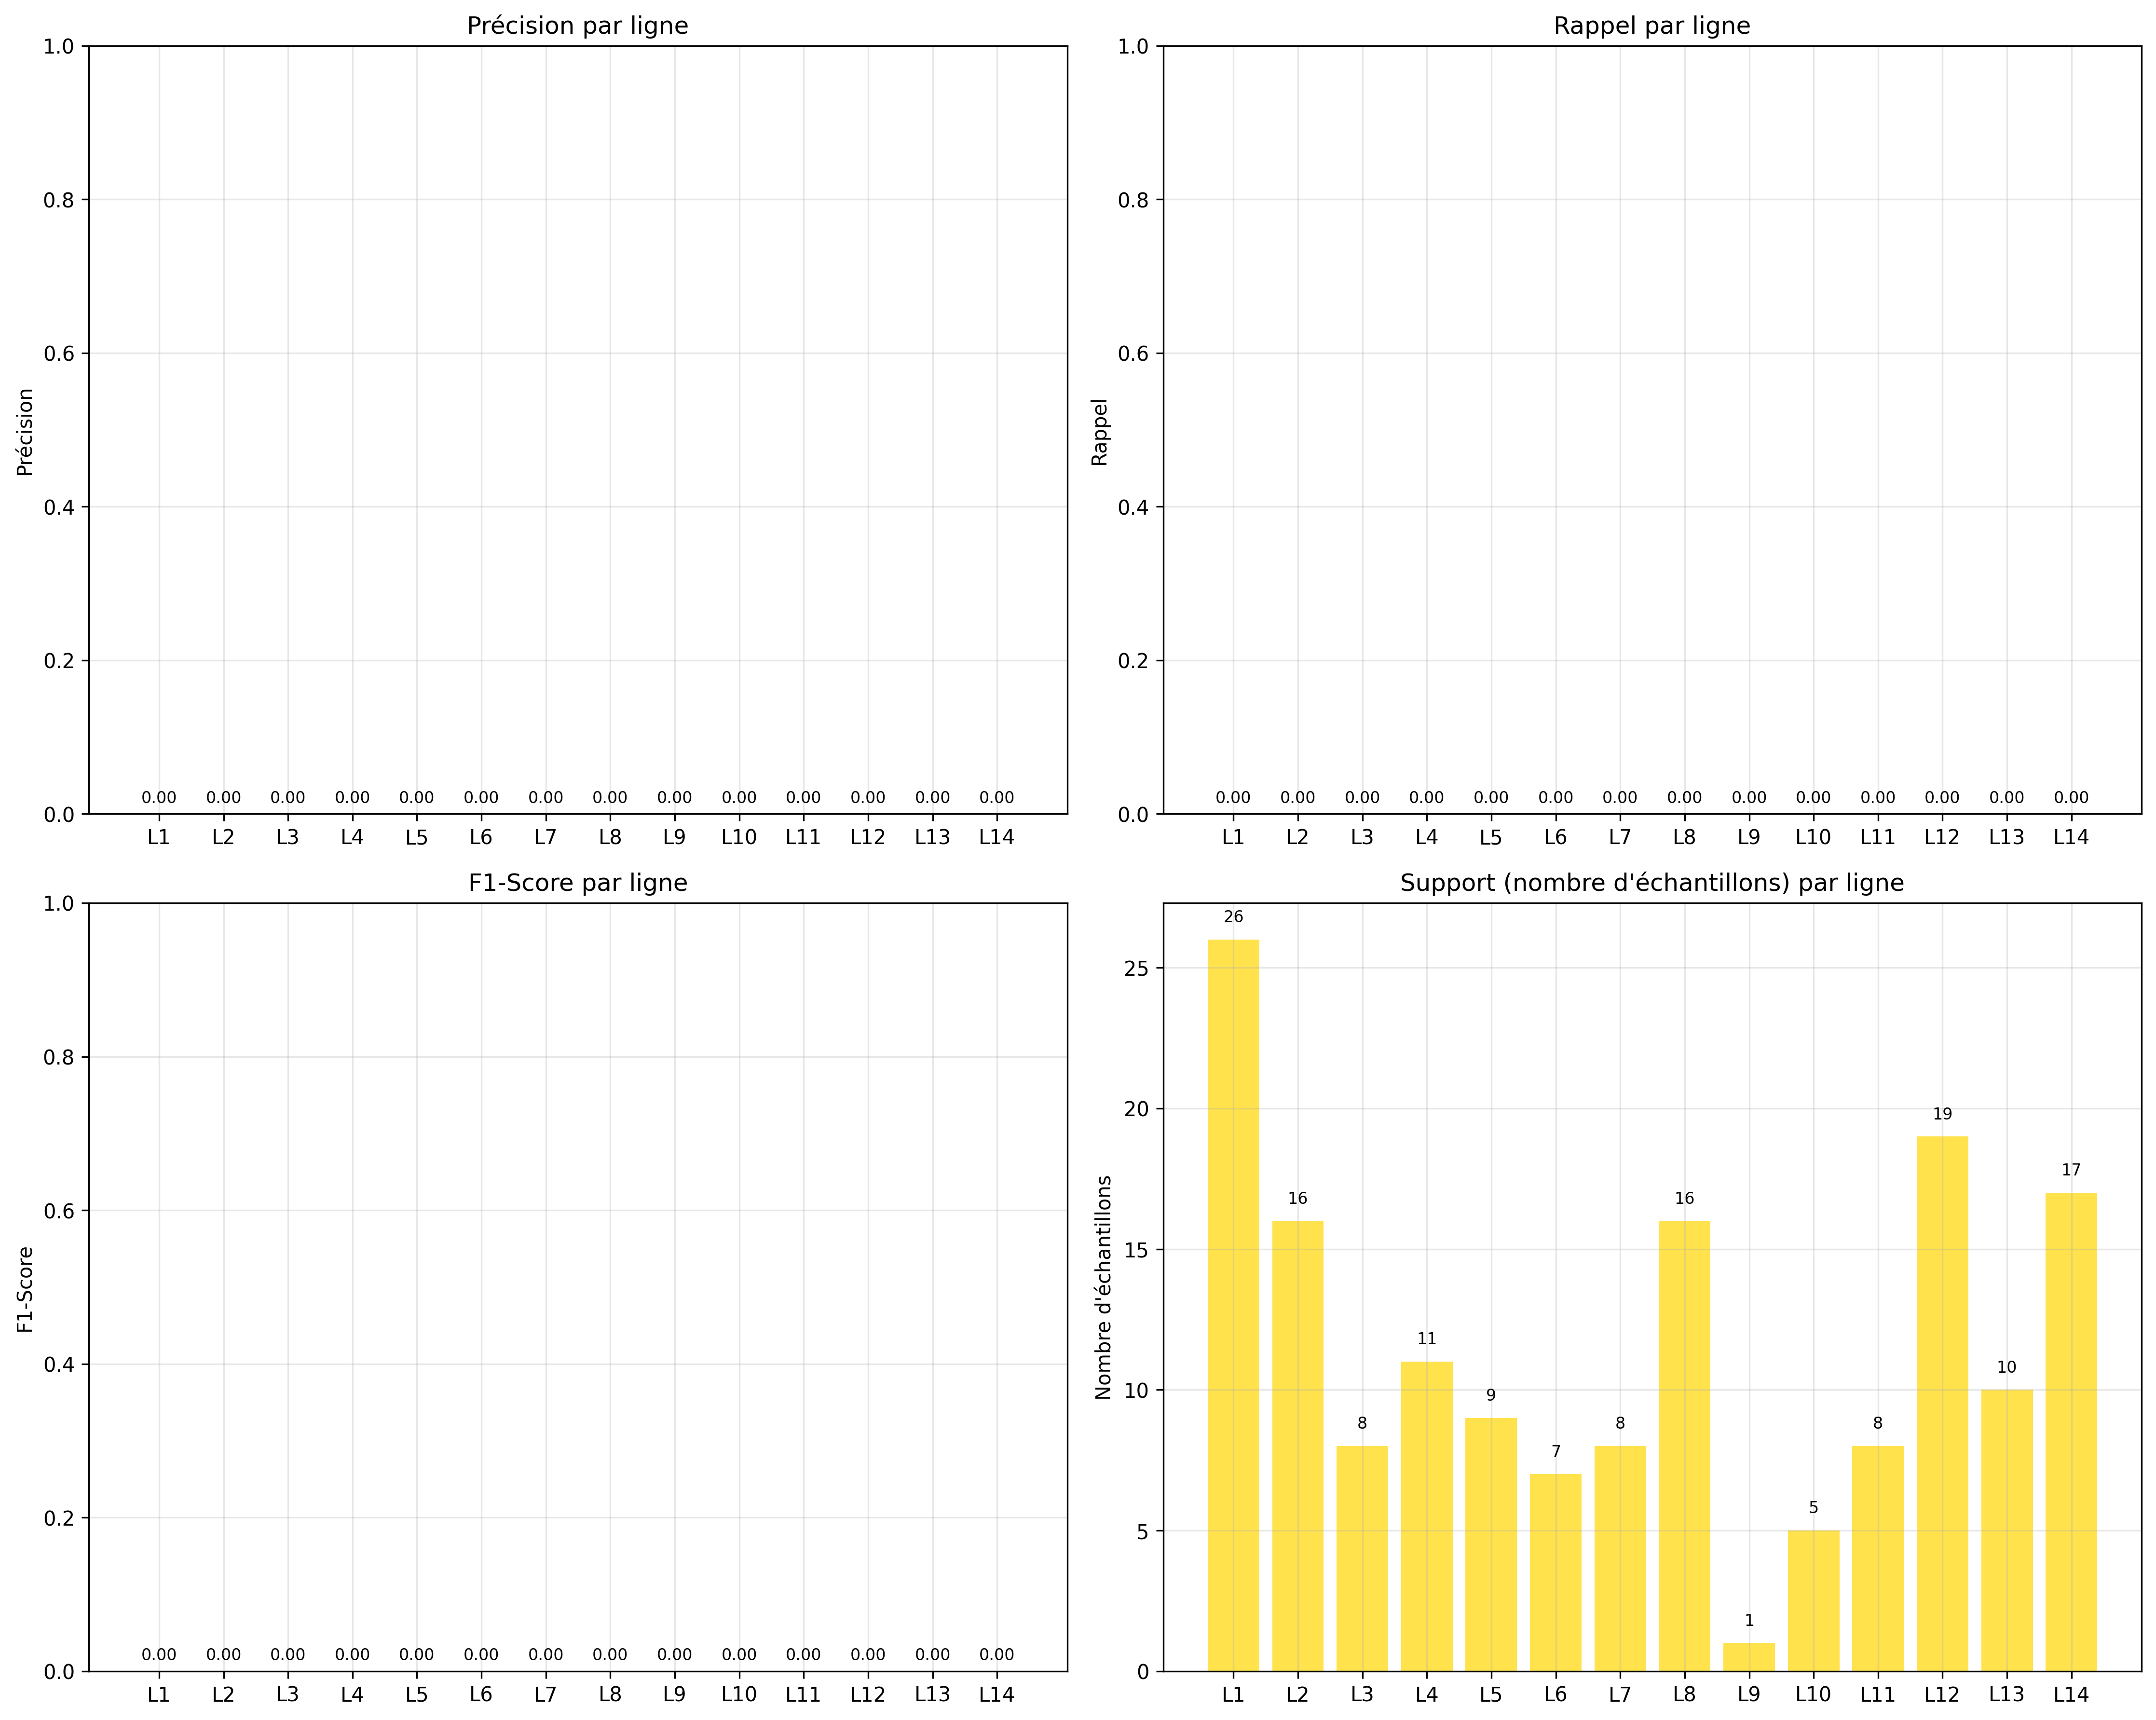 Précision par ligne
Précision
1.0
0.8
0.6
0.4
0.2
0.0
0.00 0.00 0.00 0.00 0.00 0.00 0.00 0.00 0.00 0.00 0.00 0.00 0.00 0.00
L1 L2 L3 L4 L5 L6 L7 L8 L9 L10 L11 L12 L13 L14
Rappel par ligne
Rappel
1.0
0.8
0.6
0.4
0.2
0.0
0.00 0.00 0.00 0.00 0.00 0.00 0.00 0.00 0.00 0.00 0.00 0.00 0.00 0.00
L1 L2 L3 L4 L5 L6 L7 L8 L9 L10 L11 L12 L13 L14
F1-Score par ligne
F1-Score
1.0
0.8
0.6
0.4
0.2
0.0
0.00 0.00 0.00 0.00 0.00 0.00 0.00 0.00 0.00 0.00 0.00 0.00 0.00 0.00
L1 L2 L3 L4 L5 L6 L7 L8 L9 L10 L11 L12 L13 L14
Support (nombre d'échantillons) par ligne
Nombre d'échantillons
25
20
15
10
5
0
26 16 8 11 9 7 8 16 1 5 8 19 10 17
L1 L2 L3 L4 L5 L6 L7 L8 L9 L10 L11 L12 L13 L14